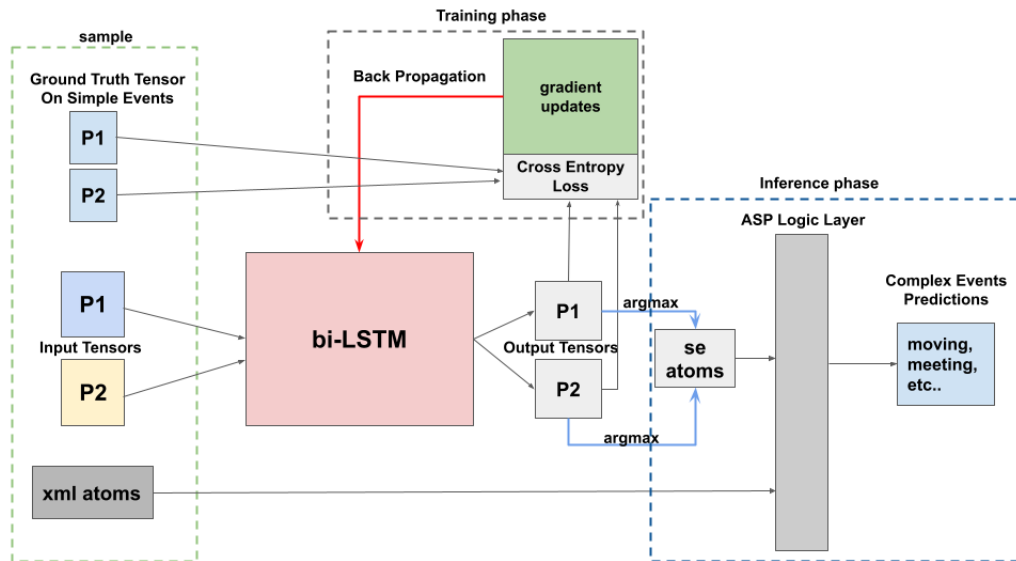 sample
Ground Truth Tensor
On Simple Events
P1
P2
P1
Input Tensors
P2
xml atoms
Training phase
Back Propagation
gradient
updates
Cross Entropy
Loss
bi-LSTM
P1
Output Tensors
P2
argmax
argmax
Inference phase
ASP Logic Layer
se
atoms
Complex Events
Predictions
moving,
meeting,
etc..